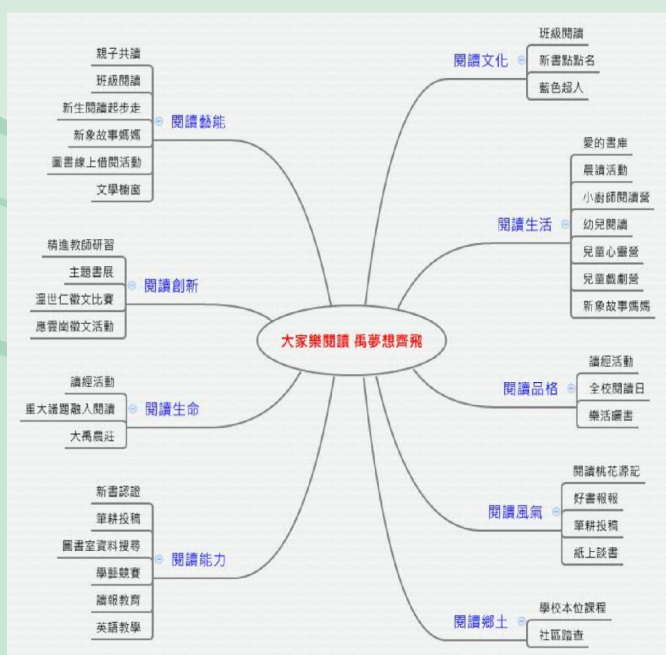 大家樂閱讀 禹夢想齊飛
閱讀藝能
親子共讀
班級閱讀
新生閱讀起步走
新象故事媽媽
圖書線上借閱活動
文學櫥窗
閱讀創新
精進教師研習
主題書展
溫世仁徵文比賽
應雲崗徵文活動
閱讀生命
讀經活動
重大議題融入閱讀
大禹農莊
閱讀能力
新書認證
筆耕投稿
圖書室資料搜尋
學藝競賽
讀報教育
英語教學
閱讀文化
班級閱讀
新書點點名
藍色超人
閱讀生活
愛的書庫
晨讀活動
小廚師閱讀營
幼兒閱讀
兒童心靈營
兒童戲劇營
新象故事媽媽
閱讀品格
讀經活動
全校閱讀日
樂活曬書
閱讀風氣
閱讀桃花源記
好書報報
筆耕投稿
紙上談書
閱讀鄉土
學校本位課程
社區踏查